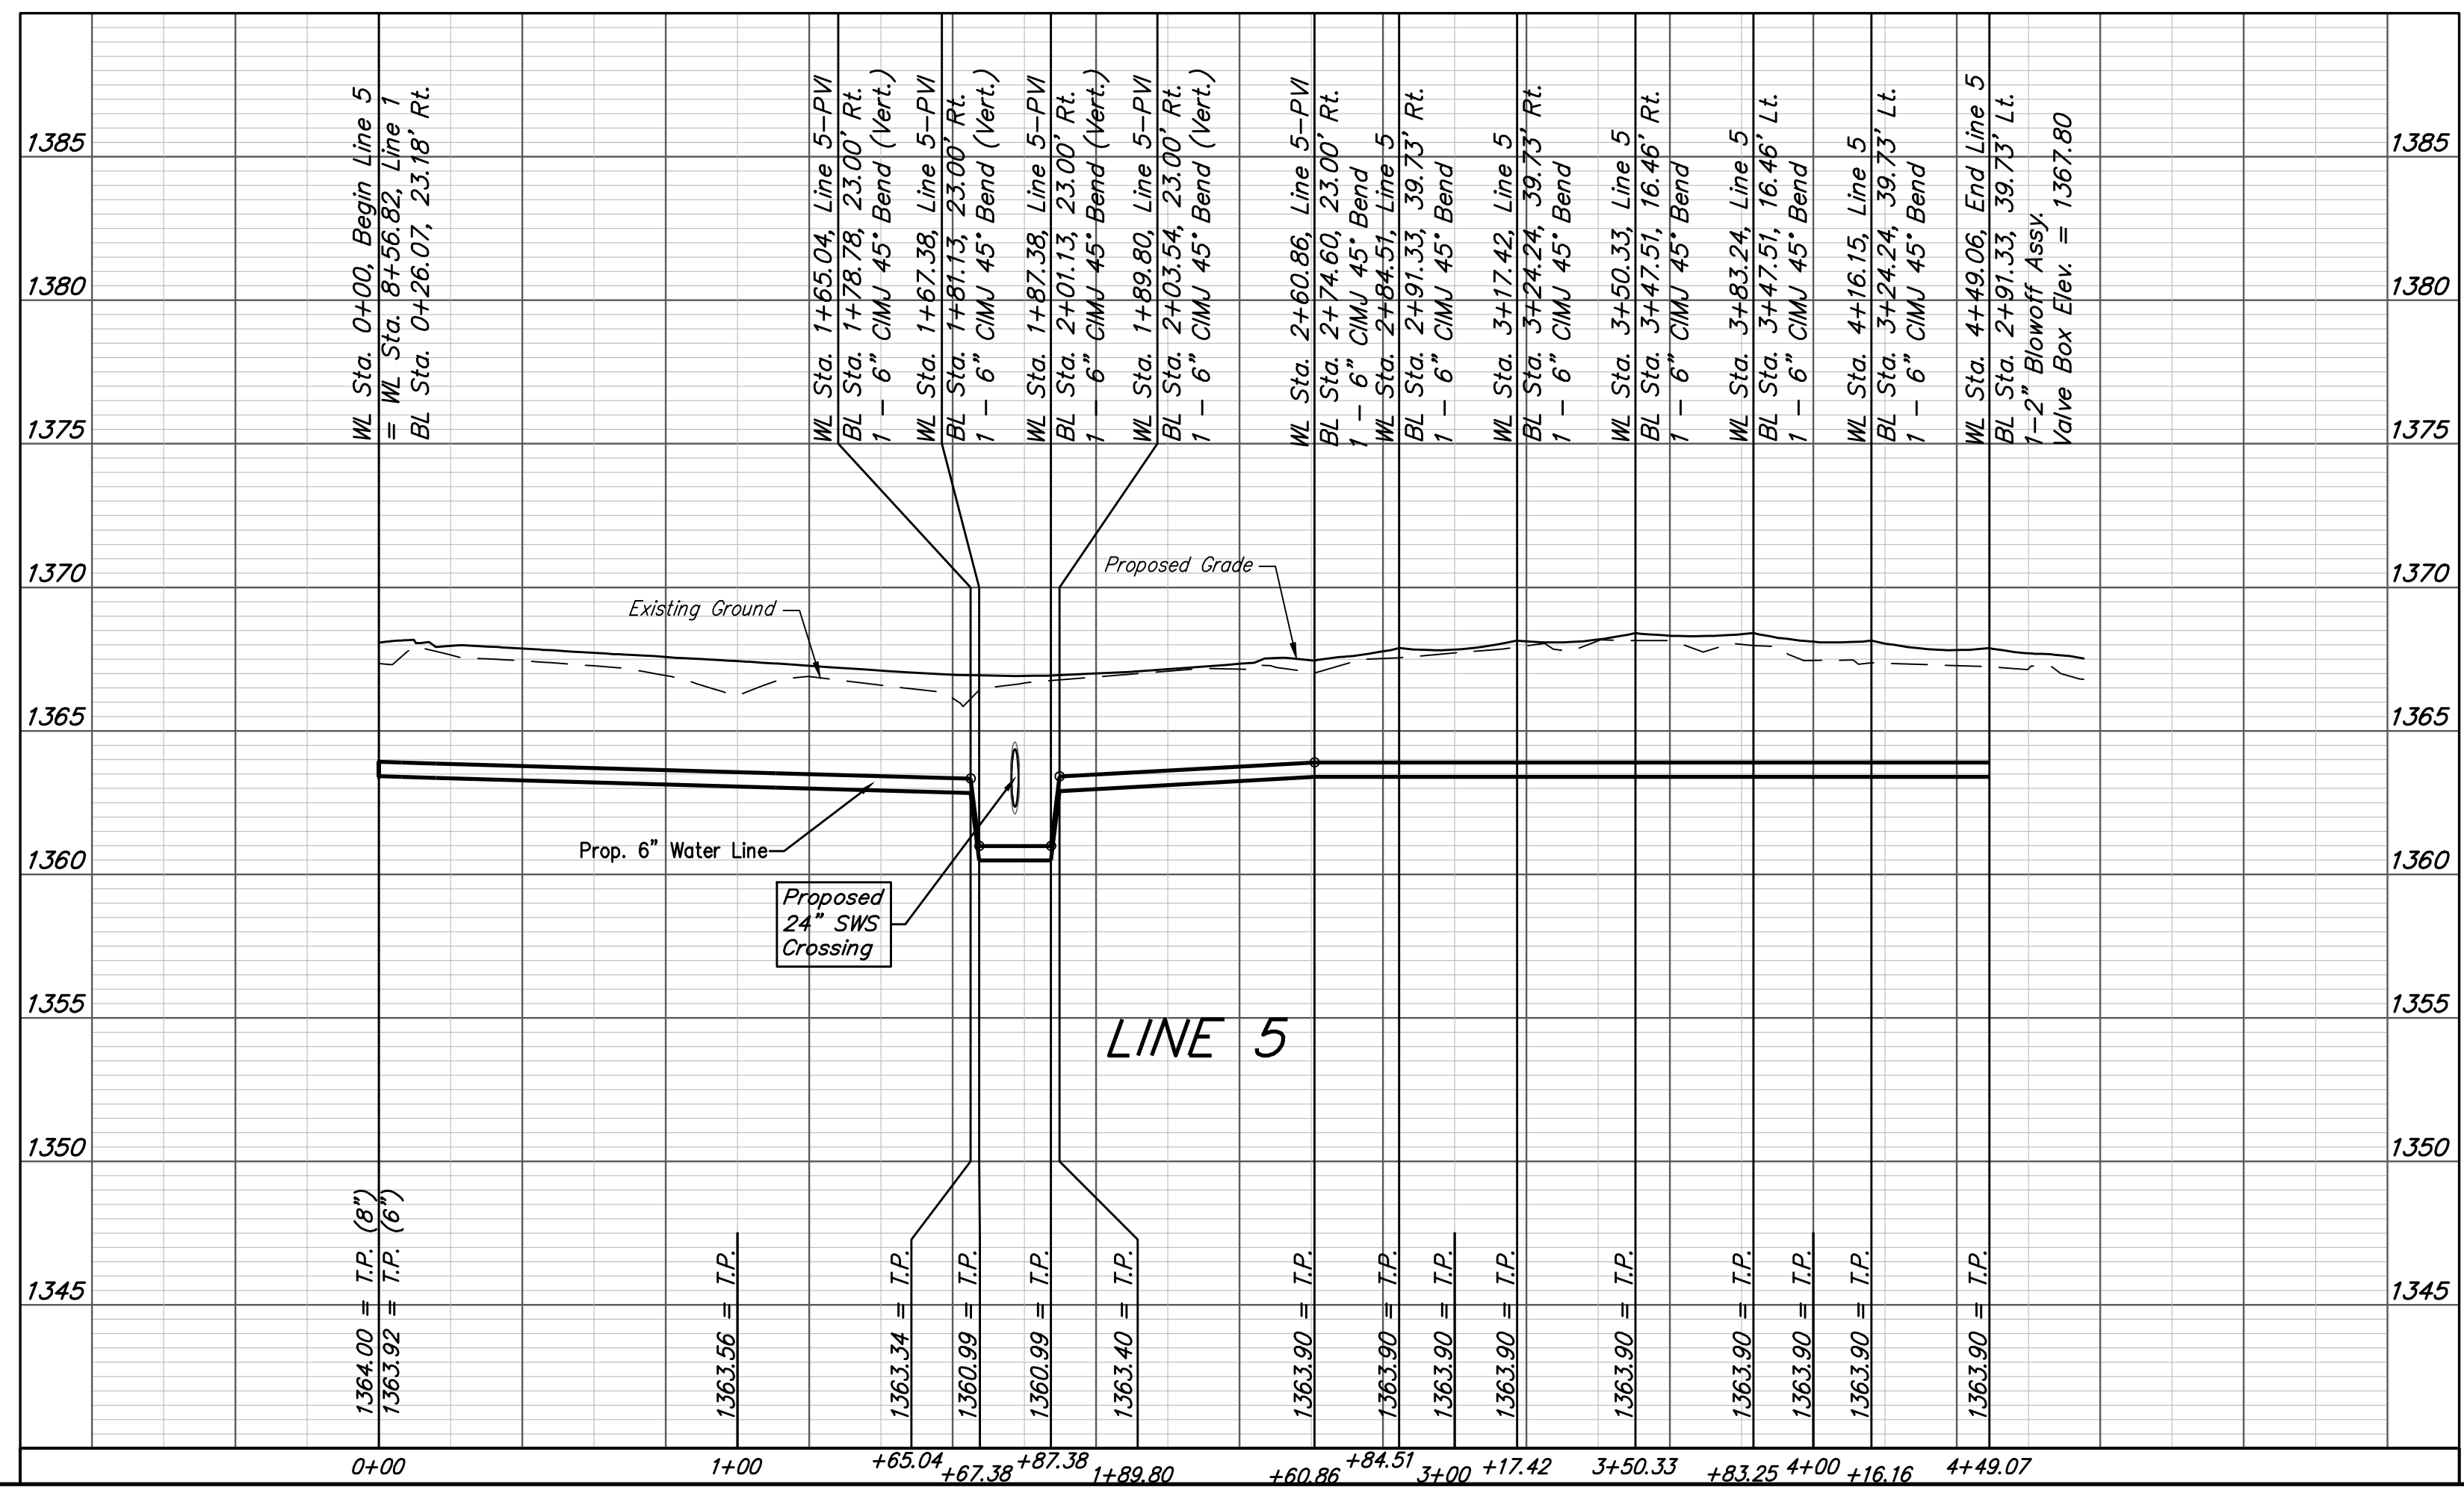 WL Sta. 0+00, Begin Line 5
= WL Sta. 8+56.82, Line 1
BL Sta. 0+26.07, 23.18' Rt.
WL Sta. 1+65.04, Line 5-PVI
BL Sta. 1+78.78, 23.00' Rt.
1 - 6" CIMJ 45° Bend (Vert.)
WL Sta. 1+67.38, Line 5-PVI
BL Sta. 1+81.13, 23.00' Rt.
1 - 6" CIMJ 45° Bend (Vert.)
WL Sta. 1+87.38, Line 5-PVI
BL Sta. 2+01.13, 23.00' Rt.
1 - 6" CIMJ 45° Bend (Vert.)
WL Sta. 1+89.80, Line 5-PVI
BL Sta. 2+03.54, 23.00' Rt.
1 - 6" CIMJ 45° Bend (Vert.)
WL Sta. 2+60.86, Line 5-PVI
BL Sta. 2+74.60, 23.00' Rt.
1 - 6" CIMJ 45° Bend
WL Sta. 2+84.51, Line 5
BL Sta. 2+91.33, 39.73' Rt.
1 - 6" CIMJ 45° Bend
WL Sta. 3+17.42, Line 5
BL Sta. 3+24.24, 39.73' Rt.
1 - 6" CIMJ 45° Bend
WL Sta. 3+50.33, Line 5
BL Sta. 3+47.51, 16.46' Rt.
1 - 6" CIMJ 45° Bend
WL Sta. 3+83.24, Line 5
BL Sta. 3+47.51, 16.46' Lt.
1 - 6" CIMJ 45° Bend
WL Sta. 4+16.15, Line 5
BL Sta. 3+24.24, 39.73' Lt.
1 - 6" CIMJ 45° Bend
WL Sta. 4+49.06, End Line 5
BL Sta. 2+91.33, 39.73' Lt.
1-2" Blowoff Assy.
Valve Box Elev. = 1367.80
1385 1385
1380 1380
1375 1375
1370 1370
1365 1365
1360 1360
1355 1355
1350 1350
1345 1345
Existing Ground
Proposed Grade
Prop. 6" Water Line
Proposed
24" SWS
Crossing
LINE 5
1364.00 = T.P. (8")
1363.92 = T.P. (6")
1363.56 = T.P.
1363.34 = T.P.
1360.99 = T.P.
1360.99 = T.P.
1363.40 = T.P.
1363.90 = T.P.
1363.90 = T.P.
1363.90 = T.P.
1363.90 = T.P.
1363.90 = T.P.
1363.90 = T.P.
1363.90 = T.P.
1363.90 = T.P.
1363.90 = T.P.
0+00 1+00 +65.04 +67.38 +87.38 1+89.80 +60.86 +84.51 3+00 +17.42 3+50.33 +83.25 4+00 +16.16 4+49.07